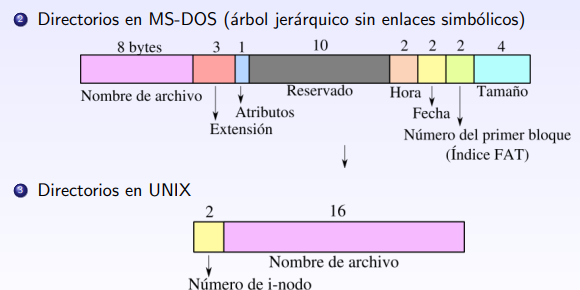 2 Directorios en MS-DOS (árbol jerárquico sin enlaces simbólicos)
8 bytes 3 1 10 2 2 2 4
Nombre de archivo Reservado Hora Tamaño
Atributos Fecha
Extensión Número del primer bloque
(Índice FAT)
3 Directorios en UNIX
2 16
Nombre de archivo
Número de i-nodo